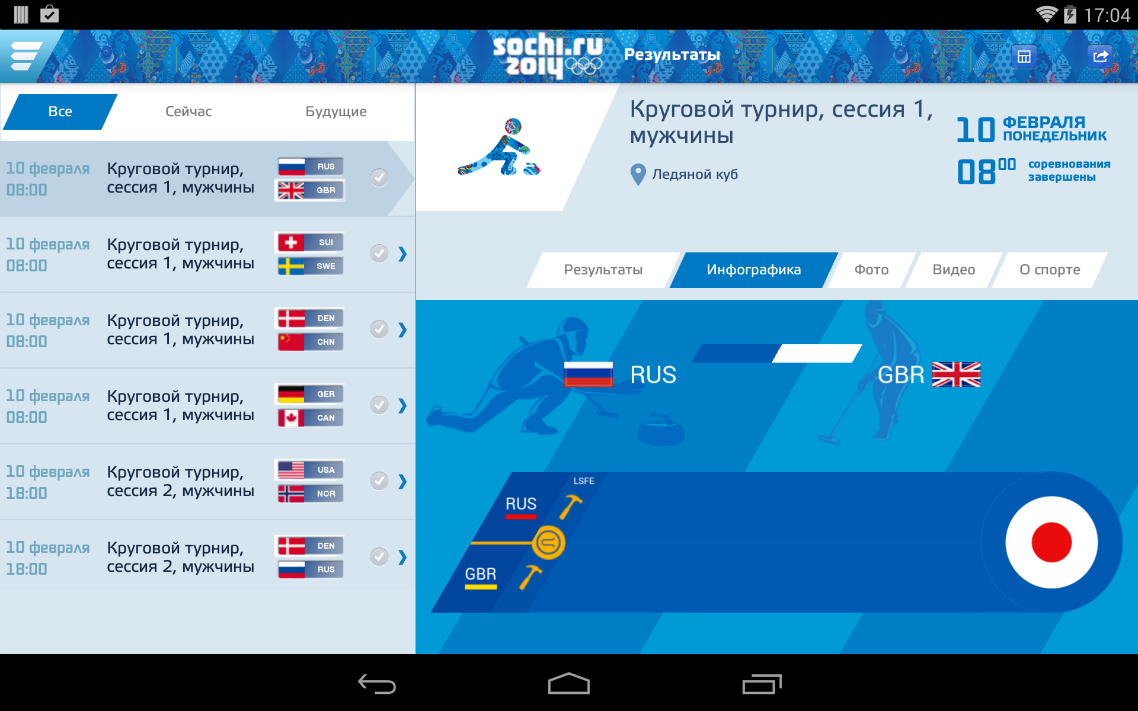 17:04
sochi.ru
2014
Результаты
Все
Сейчас
Будущие
10 февраля
08:00
Круговой турнир,
сессия 1, мужчины
RUS
GBR
10 февраля
08:00
Круговой турнир,
сессия 1, мужчины
SUI
SWE
10 февраля
08:00
Круговой турнир,
сессия 1, мужчины
DEN
CHN
10 февраля
08:00
Круговой турнир,
сессия 1, мужчины
GER
CAN
10 февраля
18:00
Круговой турнир,
сессия 2, мужчины
USA
NOR
10 февраля
18:00
Круговой турнир,
сессия 2, мужчины
DEN
RUS
Круговой турнир, сессия 1,
мужчины
Ледяной куб
10 ФЕВРАЛЯ
ПОНЕДЕЛЬНИК
08 00 соревнования
завершены
Результаты
Инфографика
Фото
Видео
О спорте
RUS
GBR
LSFE
RUS
GBR